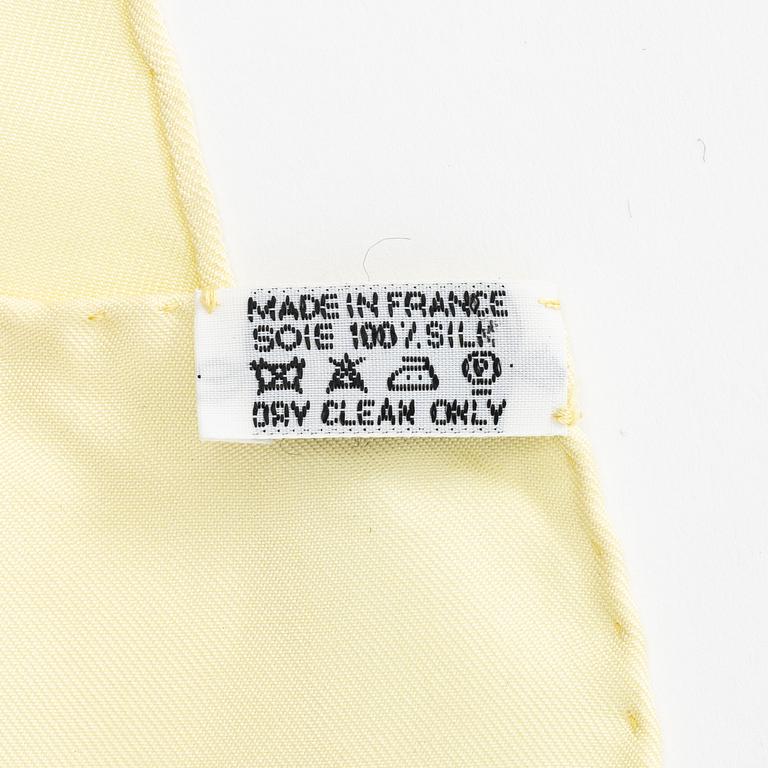 MADE IN FRANCE
SOIE 100% SILK
P
DRY CLEAN ONLY